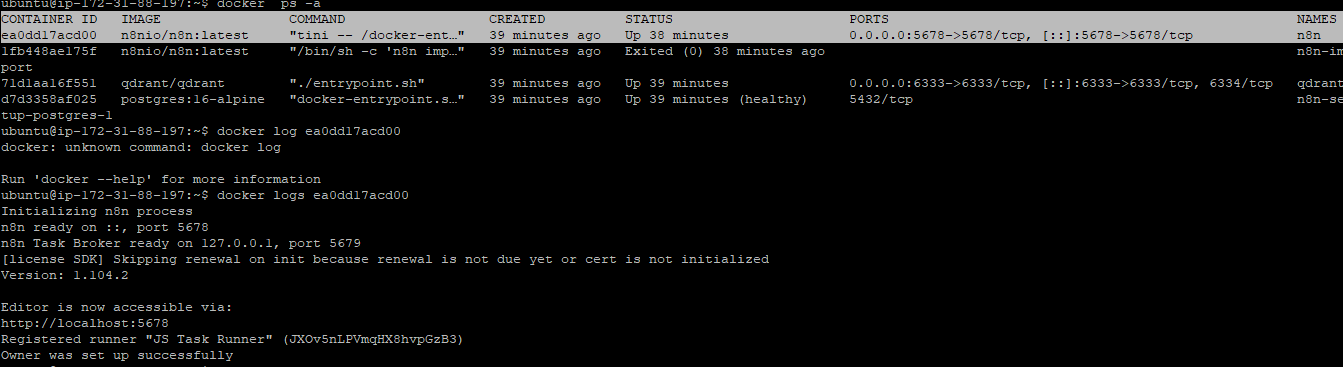 ubuntu@ip-172-31-88-197:~$ docker  ps -a
CONTAINER ID   IMAGE                COMMAND                  CREATED          STATUS                      PORTS                                                   NAMES
ea0dd17acd00   n8nio/n8n:latest     "tini -- /docker-ent…"   39 minutes ago   Up 38 minutes               0.0.0.0:5678->5678/tcp, [::]:5678->5678/tcp             n8n
1fb448ae175f   n8nio/n8n:latest     "/bin/sh -c 'n8n imp…"   39 minutes ago   Exited (0) 38 minutes ago                                                           n8n-im
port
71d1aa16f551   qdrant/qdrant        "./entrypoint.sh"        39 minutes ago   Up 39 minutes               0.0.0.0:6333->6333/tcp, [::]:6333->6333/tcp, 6334/tcp   qdrant
d7d3358af025   postgres:16-alpine   "docker-entrypoint.s…"   39 minutes ago   Up 39 minutes (healthy)     5432/tcp                                                n8n-se
tup-postgres-1
ubuntu@ip-172-31-88-197:~$ docker log ea0dd17acd00
docker: unknown command: docker log

Run 'docker --help' for more information
ubuntu@ip-172-31-88-197:~$ docker logs ea0dd17acd00
Initializing n8n process
n8n ready on ::, port 5678
n8n Task Broker ready on 127.0.0.1, port 5679
[license SDK] Skipping renewal on init because renewal is not due yet or cert is not initialized
Version: 1.104.2

Editor is now accessible via:
http://localhost:5678
Registered runner "JS Task Runner" (JXOv5nLPVmqHX8hvpGzB3)
Owner was set up successfully